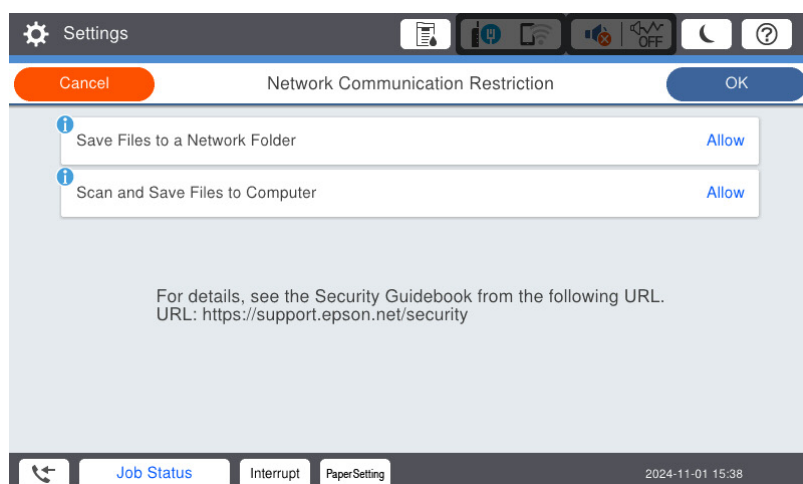 Settings
OFF
Cancel
Network Communication Restriction
OK
Save Files to a Network Folder
Allow
Scan and Save Files to Computer
Allow
For details, see the Security Guidebook from the following URL.
URL: https://support.epson.net/security
Job Status
Interrupt
PaperSetting
2024-11-01 15:38